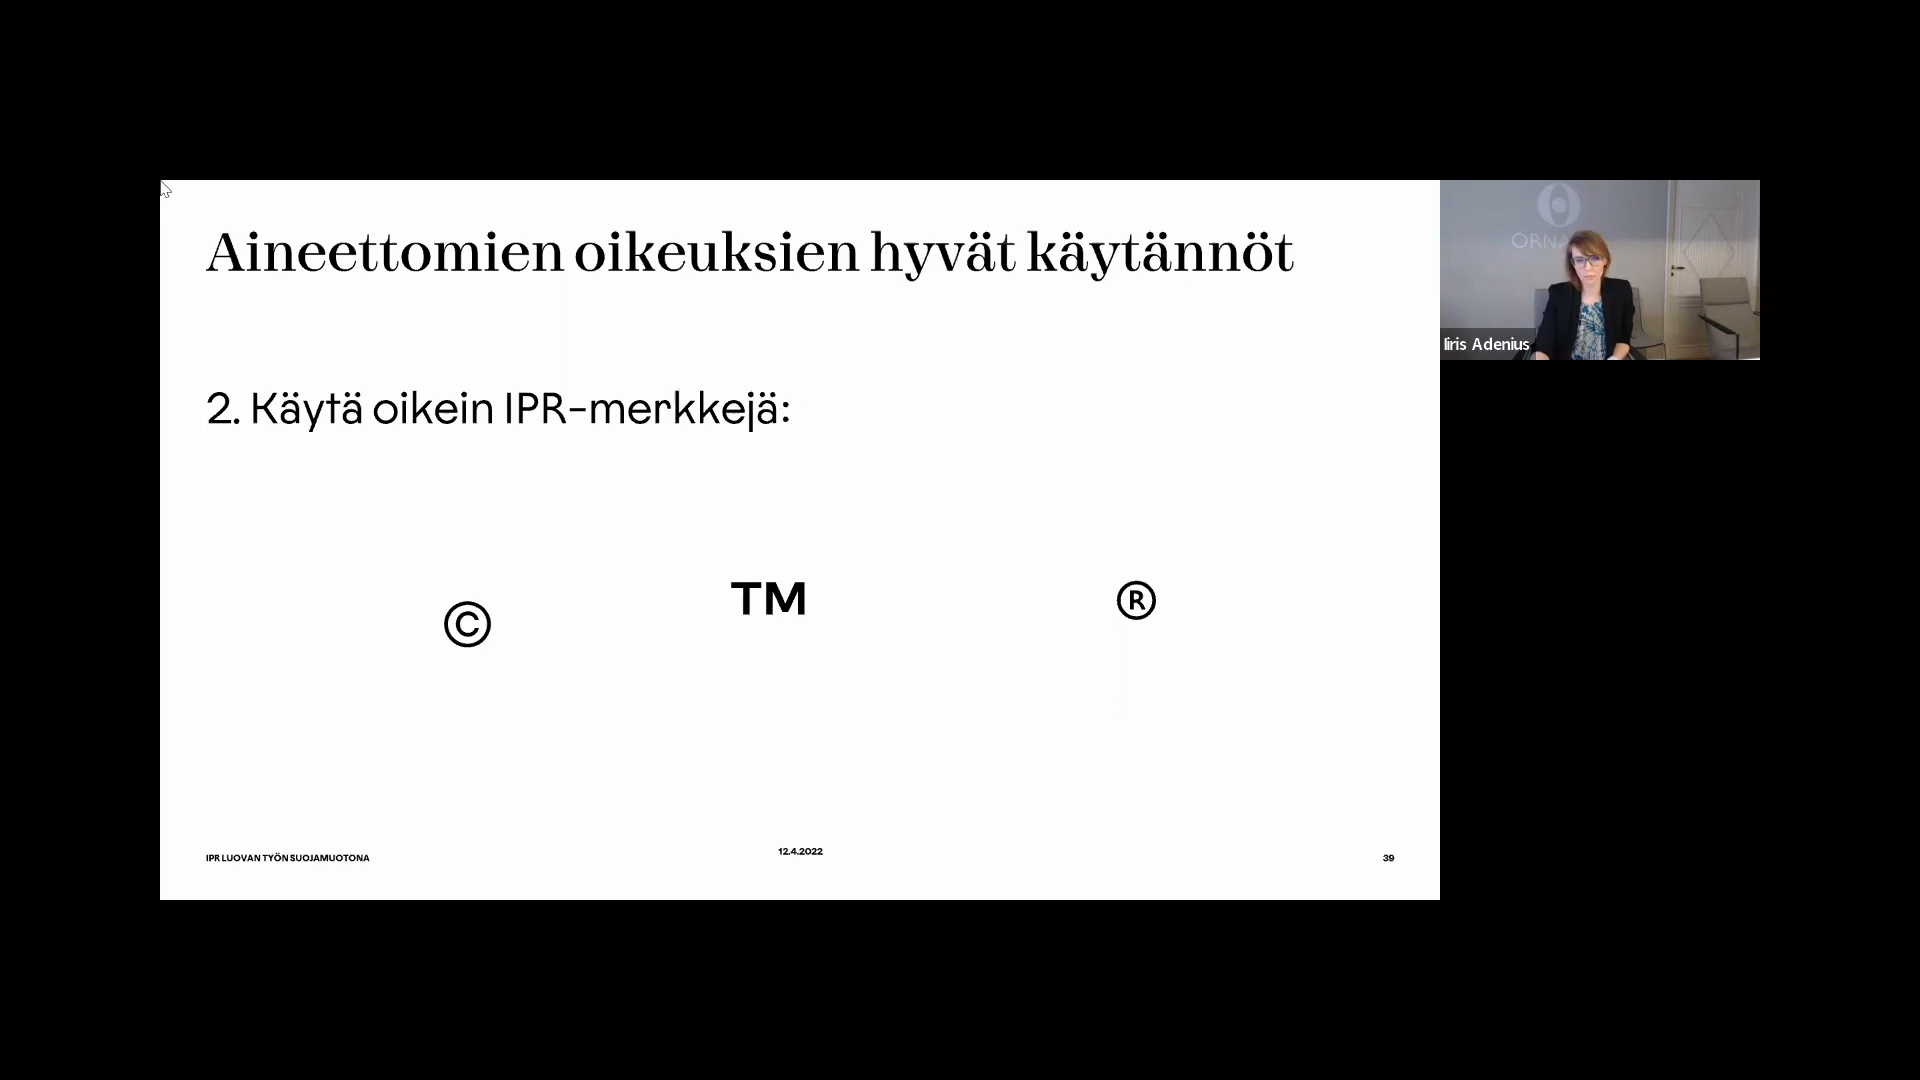 Aineettomien oikeuksien hyvät käytännöt
ORNA
Iiris Adenius
2. Käytä oikein IPR-merkkejä:
© ™ ®
IPR LUOVAN TYÖN SUOJAMUOTONA
12.4.2022
39